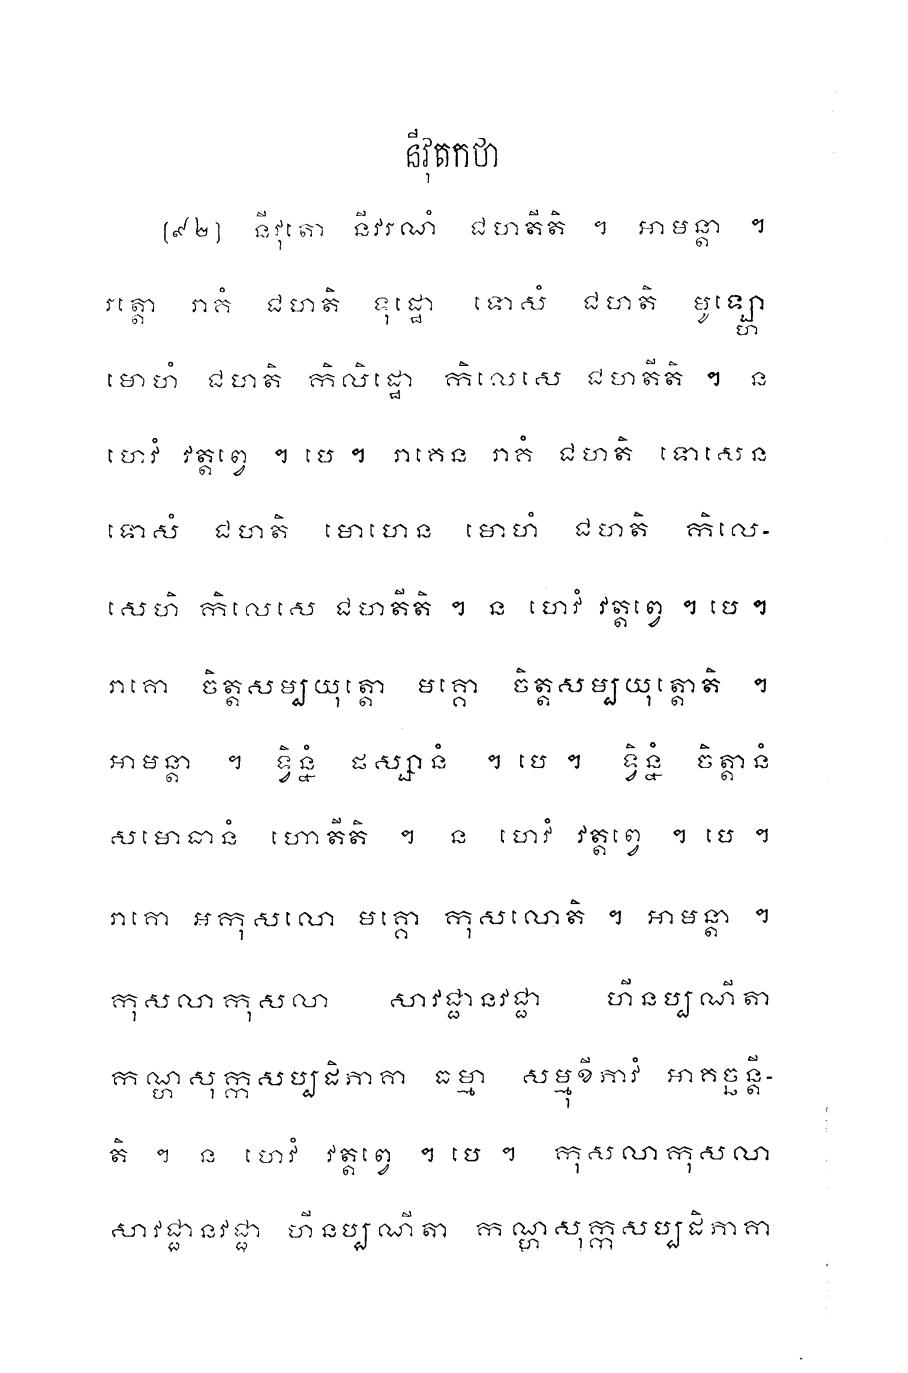 នីវុតកថា
(៩២) នីវុតោ នីវរណំ ជហតីតិ ។ អាមន្តា ។
រត្តោ រាគំ ជហតិ ទុដ្ឋោ ទោសំ ជហតិ មូឡ្ហោ
មោហំ ជហតិ កិលិដ្ឋោ កិលេសេ ជហតីតិ ។ ន
ហេវំ វត្តព្វេ ។ បេ ។ រាគេន រាគំ ជហតិ ទោសេន
ទោសំ ជហតិ មោហេន មោហំ ជហតិ កិលេ-
សេហិ កិលេសេ ជហតីតិ ។ ន ហេវំ វត្តព្វេ ។ បេ ។
រាគោ ចិត្តសម្បយុត្តោ មគ្គោ ចិត្តសម្បយុត្តោតិ ។
អាមន្តា ។ ទ្វិន្នំ ផស្សានំ ។ បេ ។ ទ្វិន្នំ ចិត្តានំ
សមោធានំ ហោតីតិ ។ ន ហេវំ វត្តព្វេ ។ បេ ។
រាគោ អកុសលោ មគ្គោ កុសលោតិ ។ អាមន្តា ។
កុសលាកុសលា សាវជ្ជានវជ្ជា ហីនប្បណីតា
កណ្ហសុក្កសប្បដិភាគា ធម្មា សម្មុខីភាវំ អាគច្ឆន្តី-
តិ ។ ន ហេវំ វត្តព្វេ ។ បេ ។ កុសលាកុសលា
សាវជ្ជានវជ្ជា ហីនប្បណីតា កណ្ហសុក្កសប្បដិភាគា